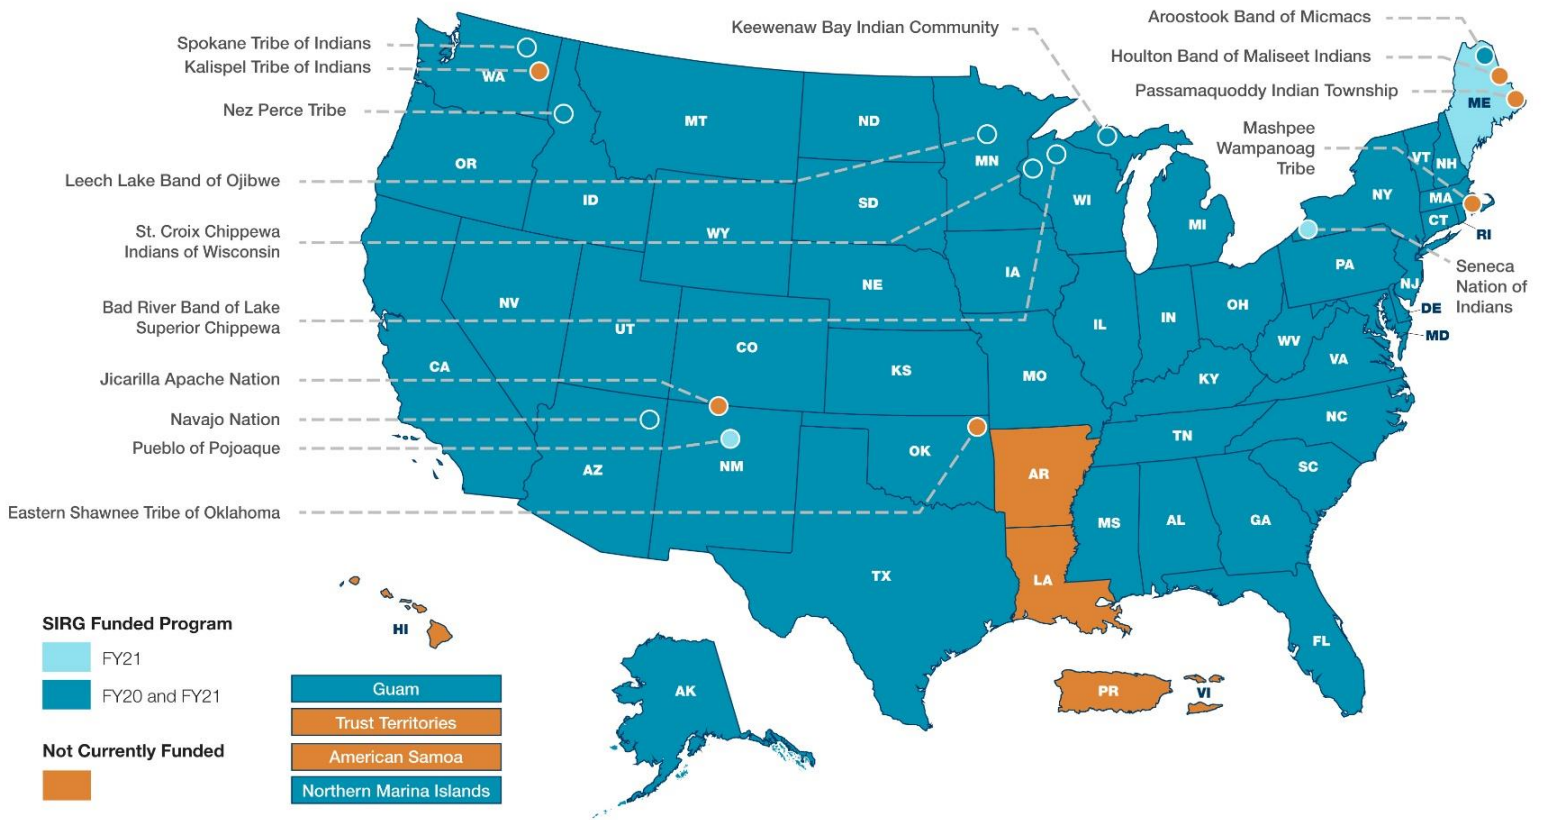 Keewenaw Bay Indian Community
Aroostook Band of Micmacs
Houlton Band of Maliseet Indians
Passamaquoddy Indian Township
Mashpee
Wampanoag
Tribe
Spokane Tribe of Indians
Kalispel Tribe of Indians
Nez Perce Tribe
Leech Lake Band of Ojibwe
St. Croix Chippewa
Indians of Wisconsin
Bad River Band of Lake
Superior Chippewa
Jicarilla Apache Nation
Navajo Nation
Pueblo of Pojoaque
Eastern Shawnee Tribe of Oklahoma
Seneca
Nation of
Indians
WA
MT
ND
MN
ME
VT
NH
OR
ID
SD
WI
NY
MA
CT
RI
WY
MI
IA
PA
NE
NJ
NV
UT
IL
IN
OH
DE
MD
CO
WV
VA
CA
KS
MO
KY
NC
TN
AZ
NM
OK
AR
SC
MS
AL
GA
TX
LA
FL
HI
AK
PR
VI
SIRG Funded Program
FY21
FY20 and FY21
Not Currently Funded
Guam
Trust Territories
American Samoa
Northern Marina Islands